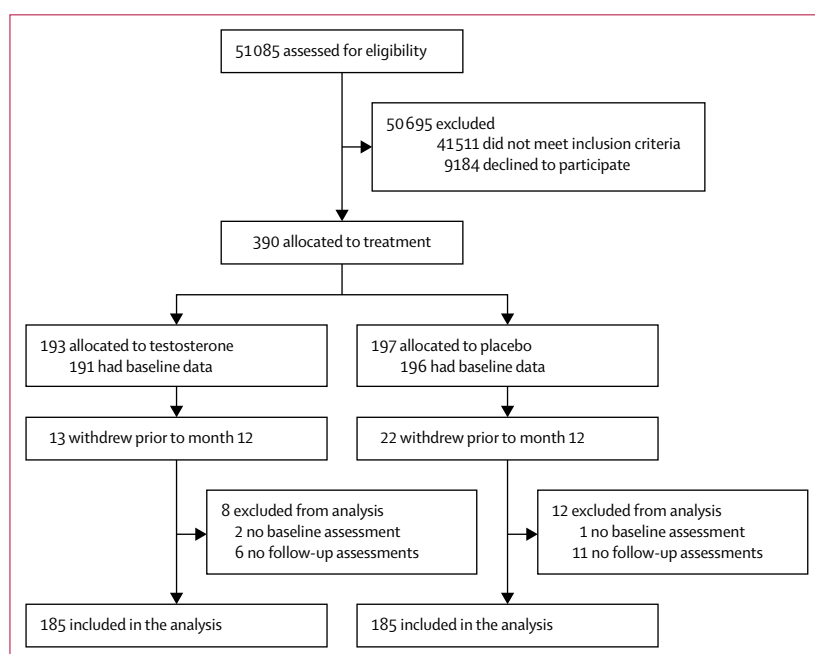 51085 assessed for eligibility
50695 excluded
41511 did not meet inclusion criteria
9184 declined to participate
390 allocated to treatment
193 allocated to testosterone
191 had baseline data
197 allocated to placebo
196 had baseline data
13 withdrew prior to month 12
22 withdrew prior to month 12
8 excluded from analysis
2 no baseline assessment
6 no follow-up assessments
12 excluded from analysis
1 no baseline assessment
11 no follow-up assessments
185 included in the analysis
185 included in the analysis